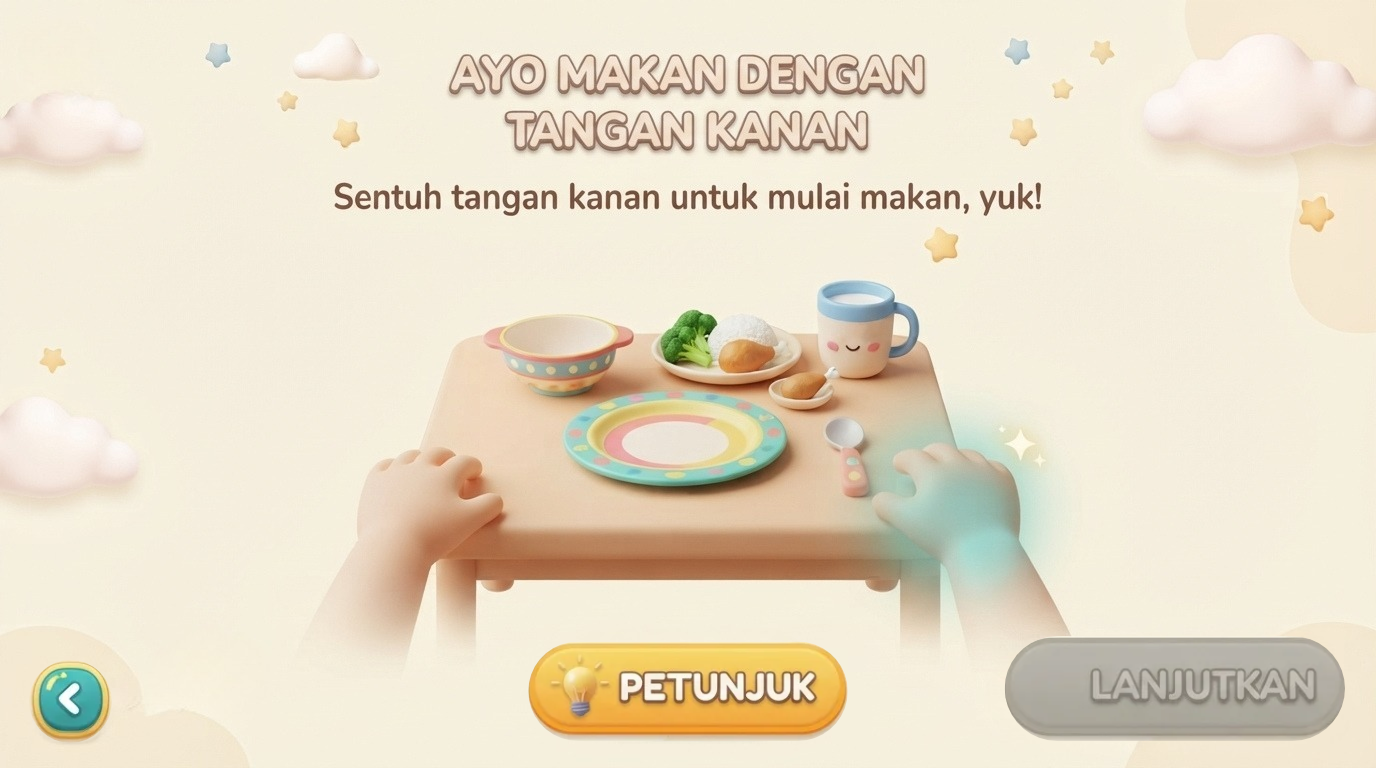 AYO MAKAN DENGAN
TANGAN KANAN
Sentuh tangan kanan untuk mulai makan, yuk!
PETUNJUK
LANJUTKAN